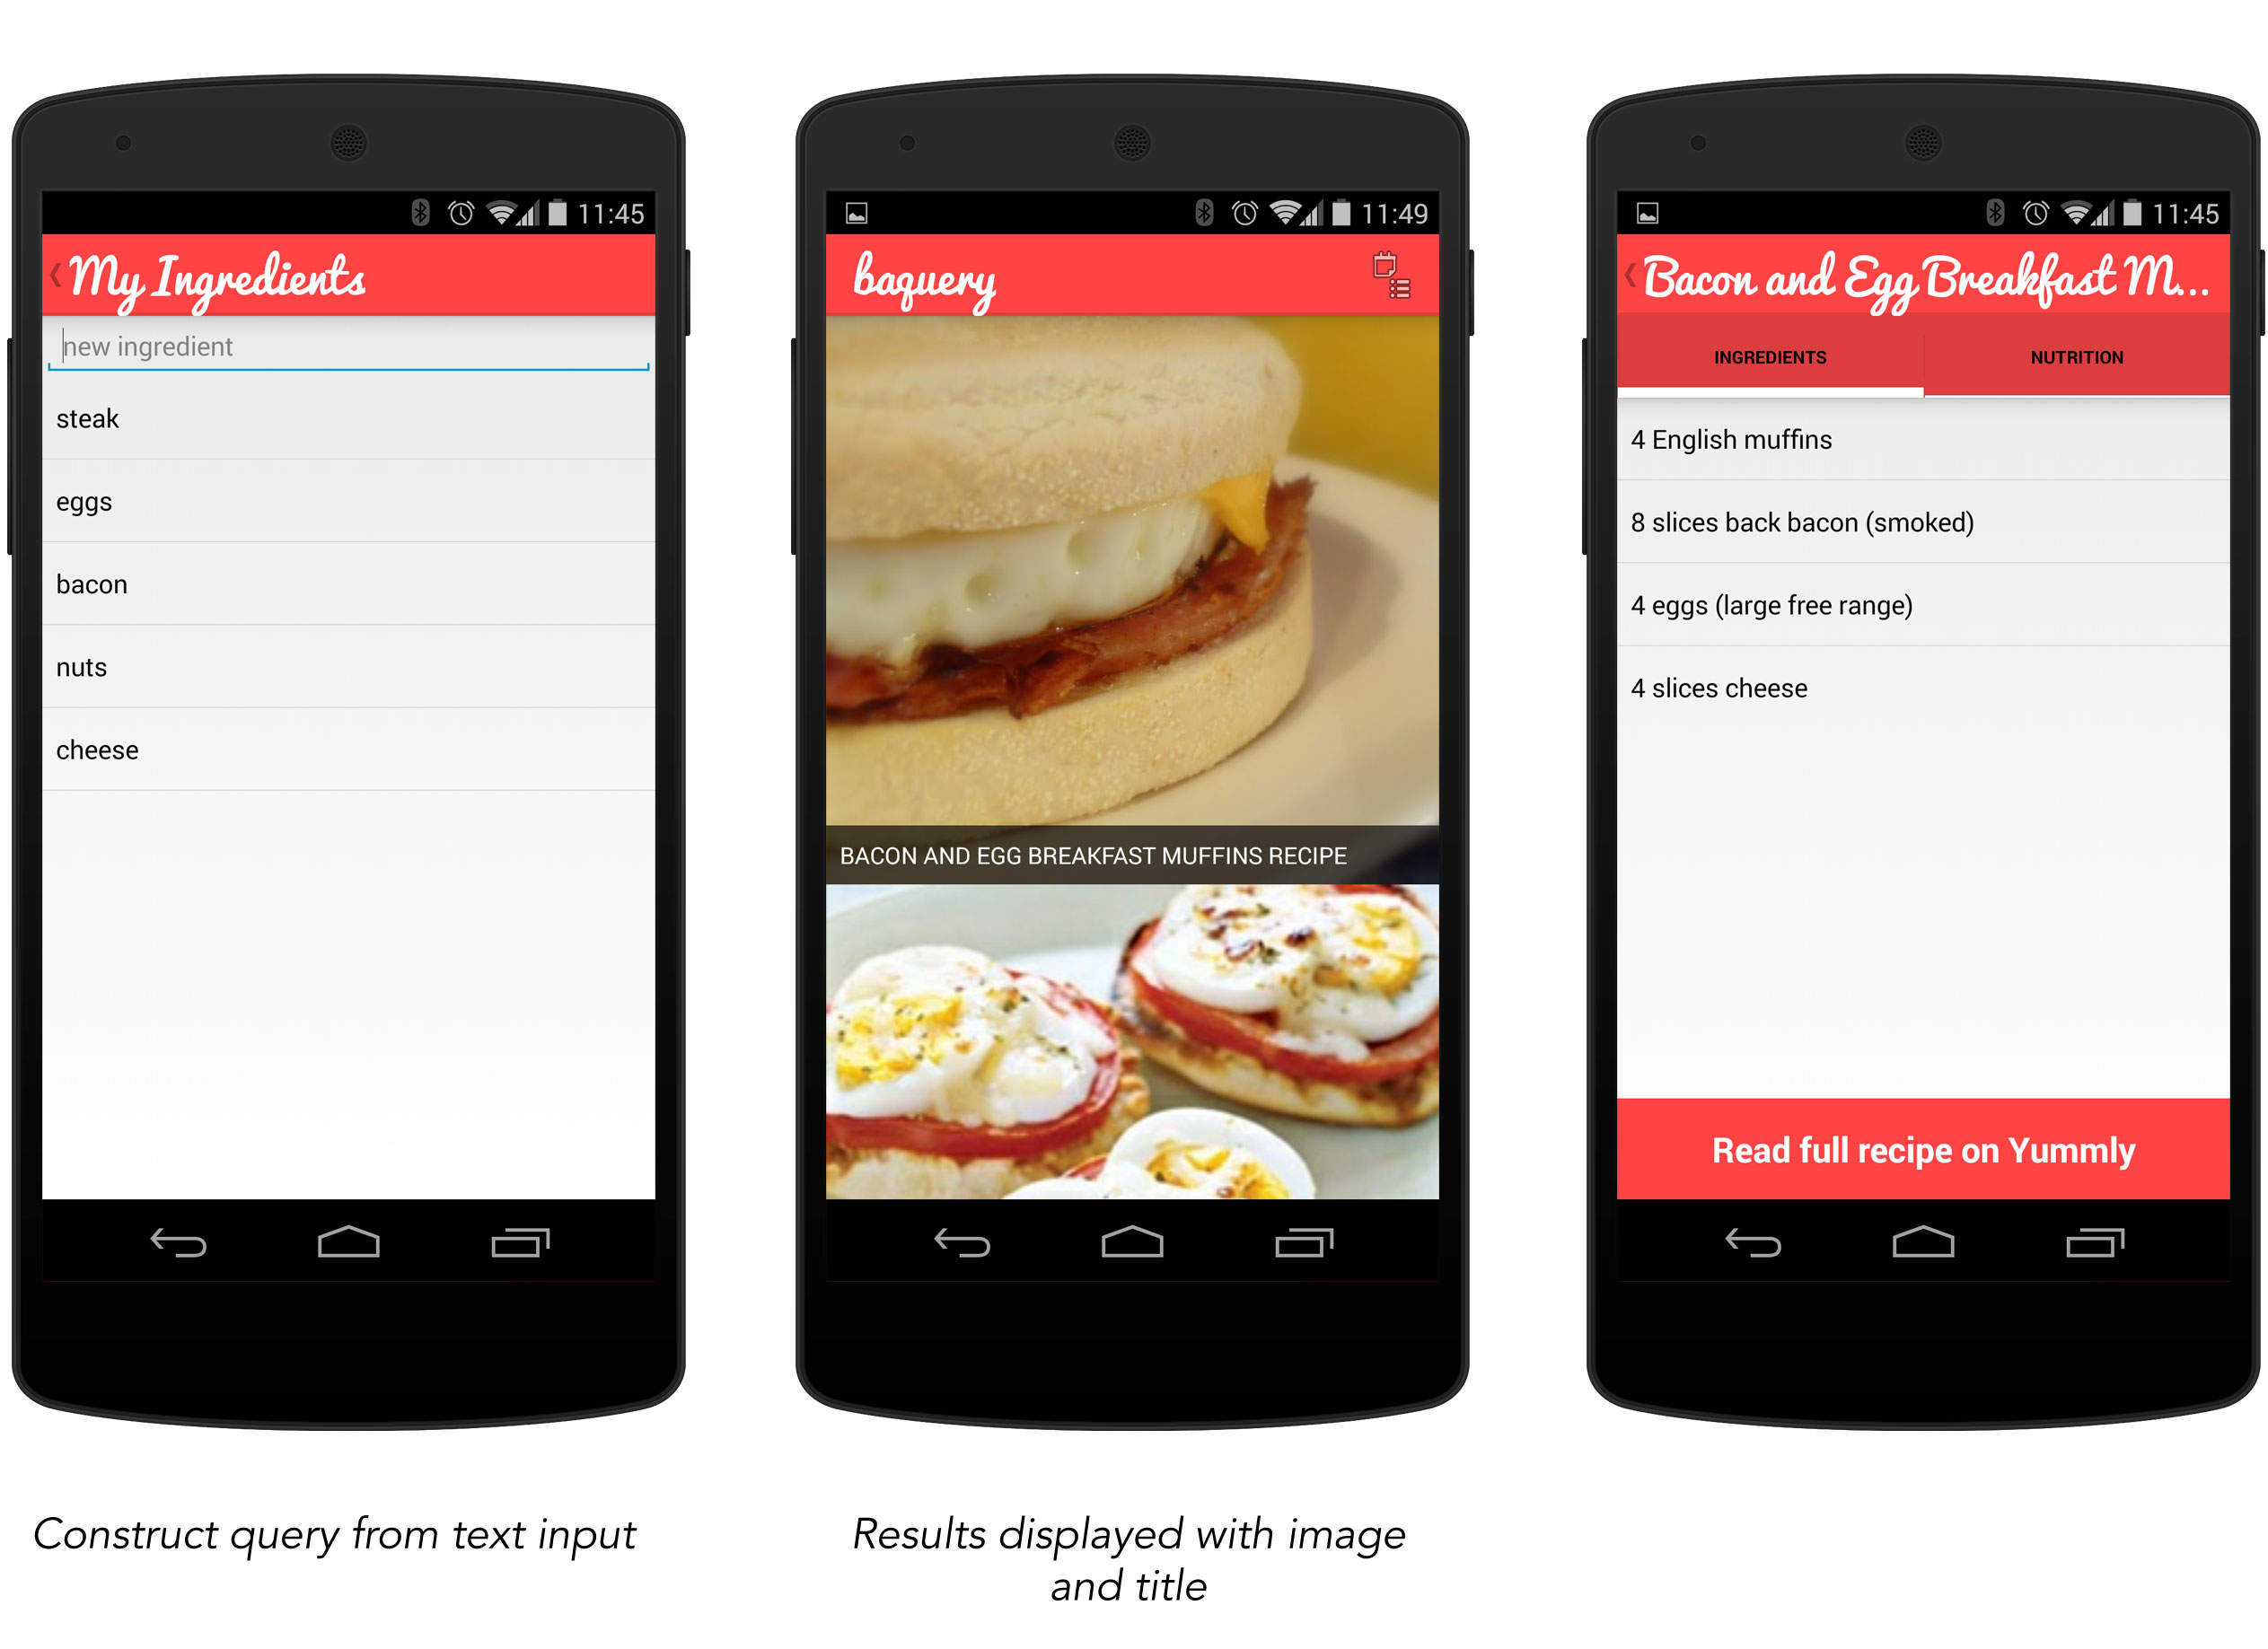 11:45
My Ingredients
new ingredient
steak
eggs
bacon
nuts
cheese
Construct query from text input
11:49
baquery
BACON AND EGG BREAKFAST MUFFINS RECIPE
Results displayed with image
and title
11:45
Bacon and Egg Breakfast M...
INGREDIENTS NUTRITION
4 English muffins
8 slices back bacon (smoked)
4 eggs (large free range)
4 slices cheese
Read full recipe on Yummly